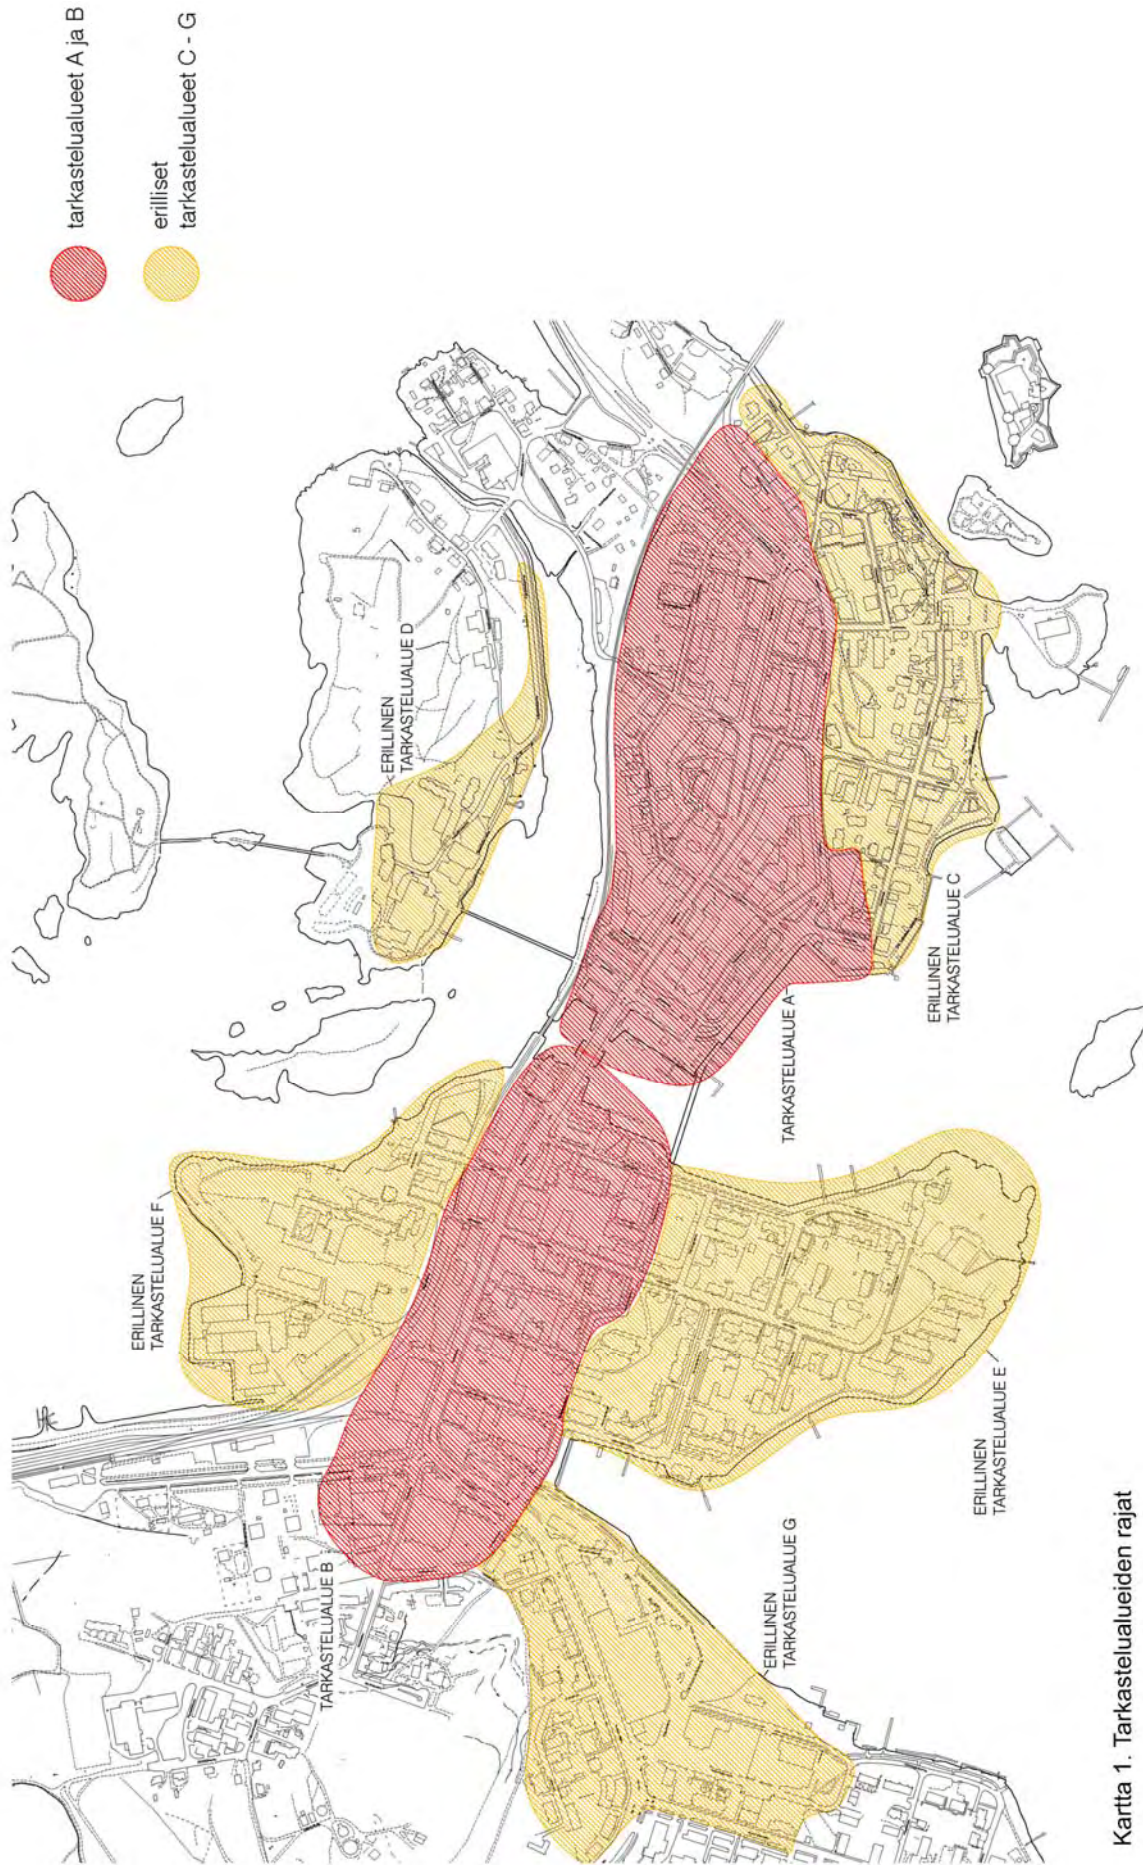 tarkastelualueet A ja B
erilliset
tarkastelualueet C - G
ERILLINEN
TARKASTELUALUE D
ERILLINEN
TARKASTELUALUE F
TARKASTELUALUE B
TARKASTELUALUE A
ERILLINEN
TARKASTELUALUE C
ERILLINEN
TARKASTELUALUE E
ERILLINEN
TARKASTELUALUE G
Kartta 1. Tarkastelualueiden rajat